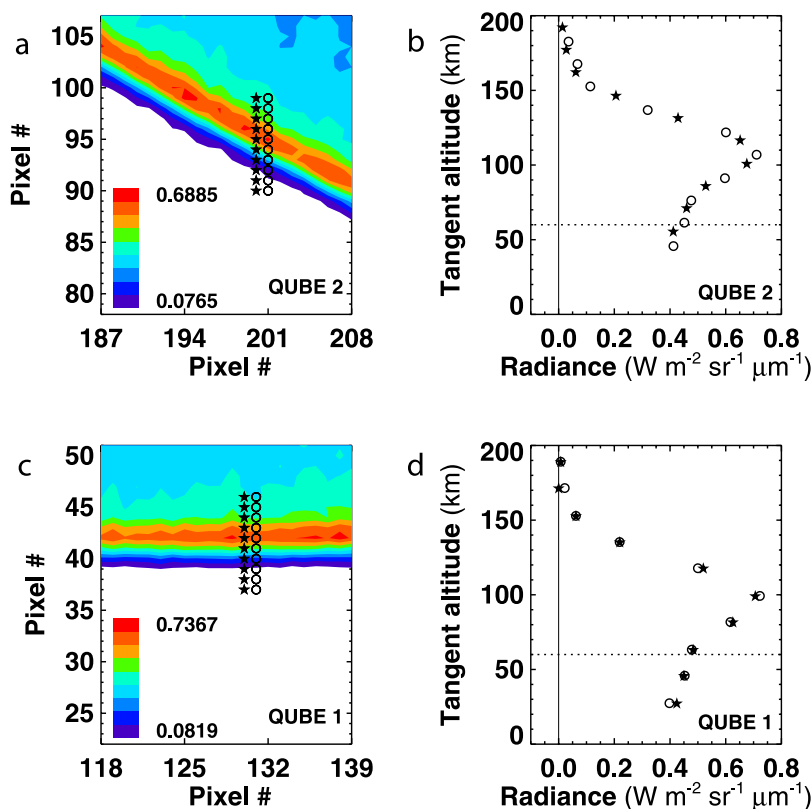 a
105
100
95
90
85
80
Pixel #
0.6885
0.0765
QUBE 2
187 194 201 208
Pixel #
b
200
150
100
50
0
Tangent altitude (km)
QUBE 2
0.0 0.2 0.4 0.6 0.8
Radiance (W m⁻² sr⁻¹ μm⁻¹)
c
50
45
40
35
30
25
Pixel #
0.7367
0.0819
QUBE 1
118 125 132 139
Pixel #
d
200
150
100
50
0
Tangent altitude (km)
QUBE 1
0.0 0.2 0.4 0.6 0.8
Radiance (W m⁻² sr⁻¹ μm⁻¹)